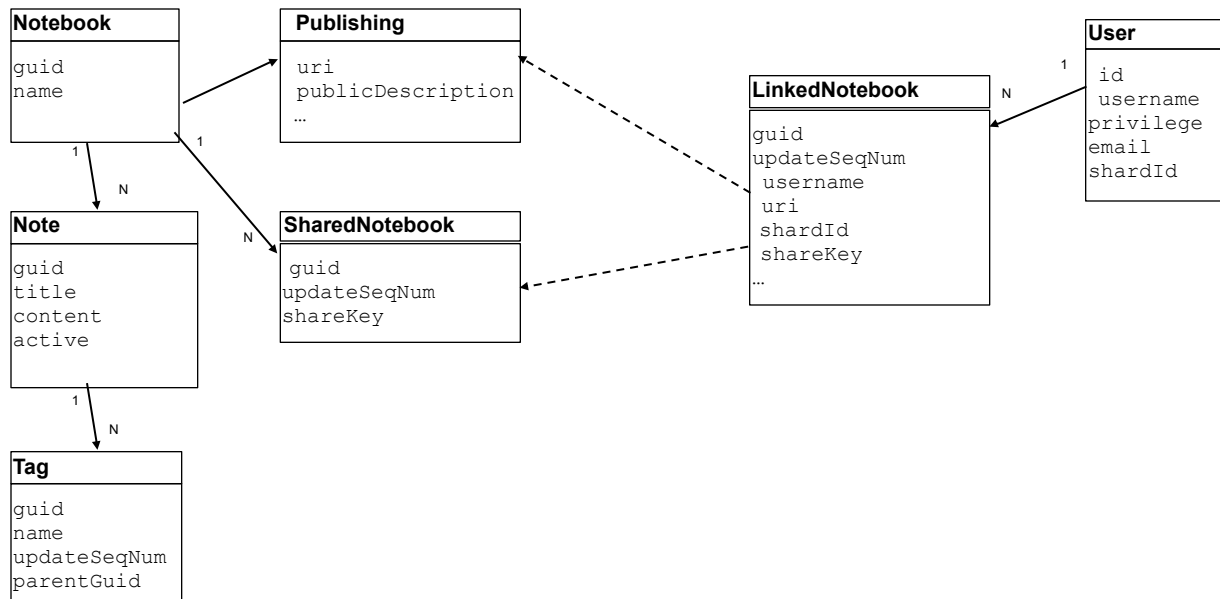 Notebook
guid
name
Publishing
uri
publicDescription
…
User
id
username
privilege
email
shardId
1
N
LinkedNotebook
guid
updateSeqNum
username
uri
shardId
shareKey
…
1
N
1
N
Note
guid
title
content
active
SharedNotebook
guid
updateSeqNum
shareKey
1
N
Tag
guid
name
updateSeqNum
parentGuid